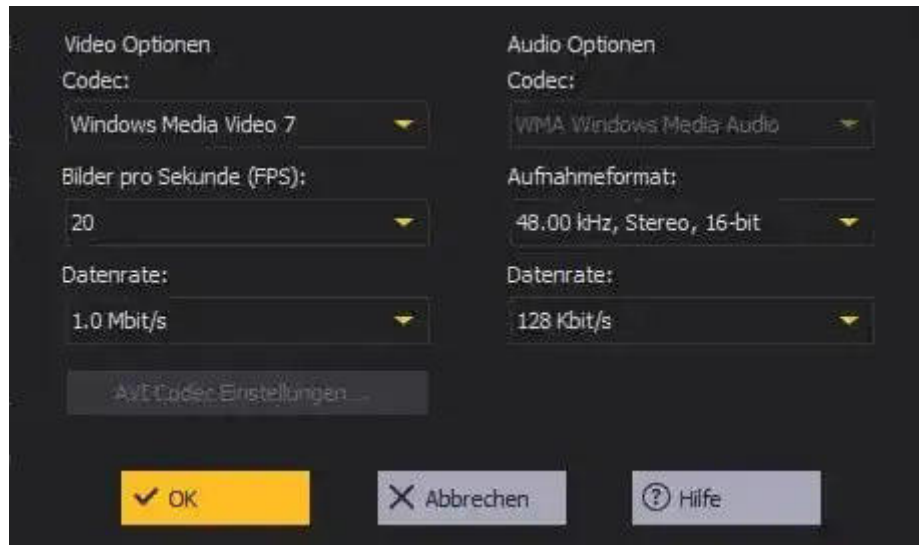 Video Optionen
Codec:
Windows Media Video 7
Bilder pro Sekunde (FPS):
20
Datenrate:
1.0 Mbit/s
AVI Codec Einstellungen ...
Audio Optionen
Codec:
WMA Windows Media Audio
Aufnahmeformat:
48.00 kHz, Stereo, 16-bit
Datenrate:
128 Kbit/s
OK
Abbrechen
Hilfe